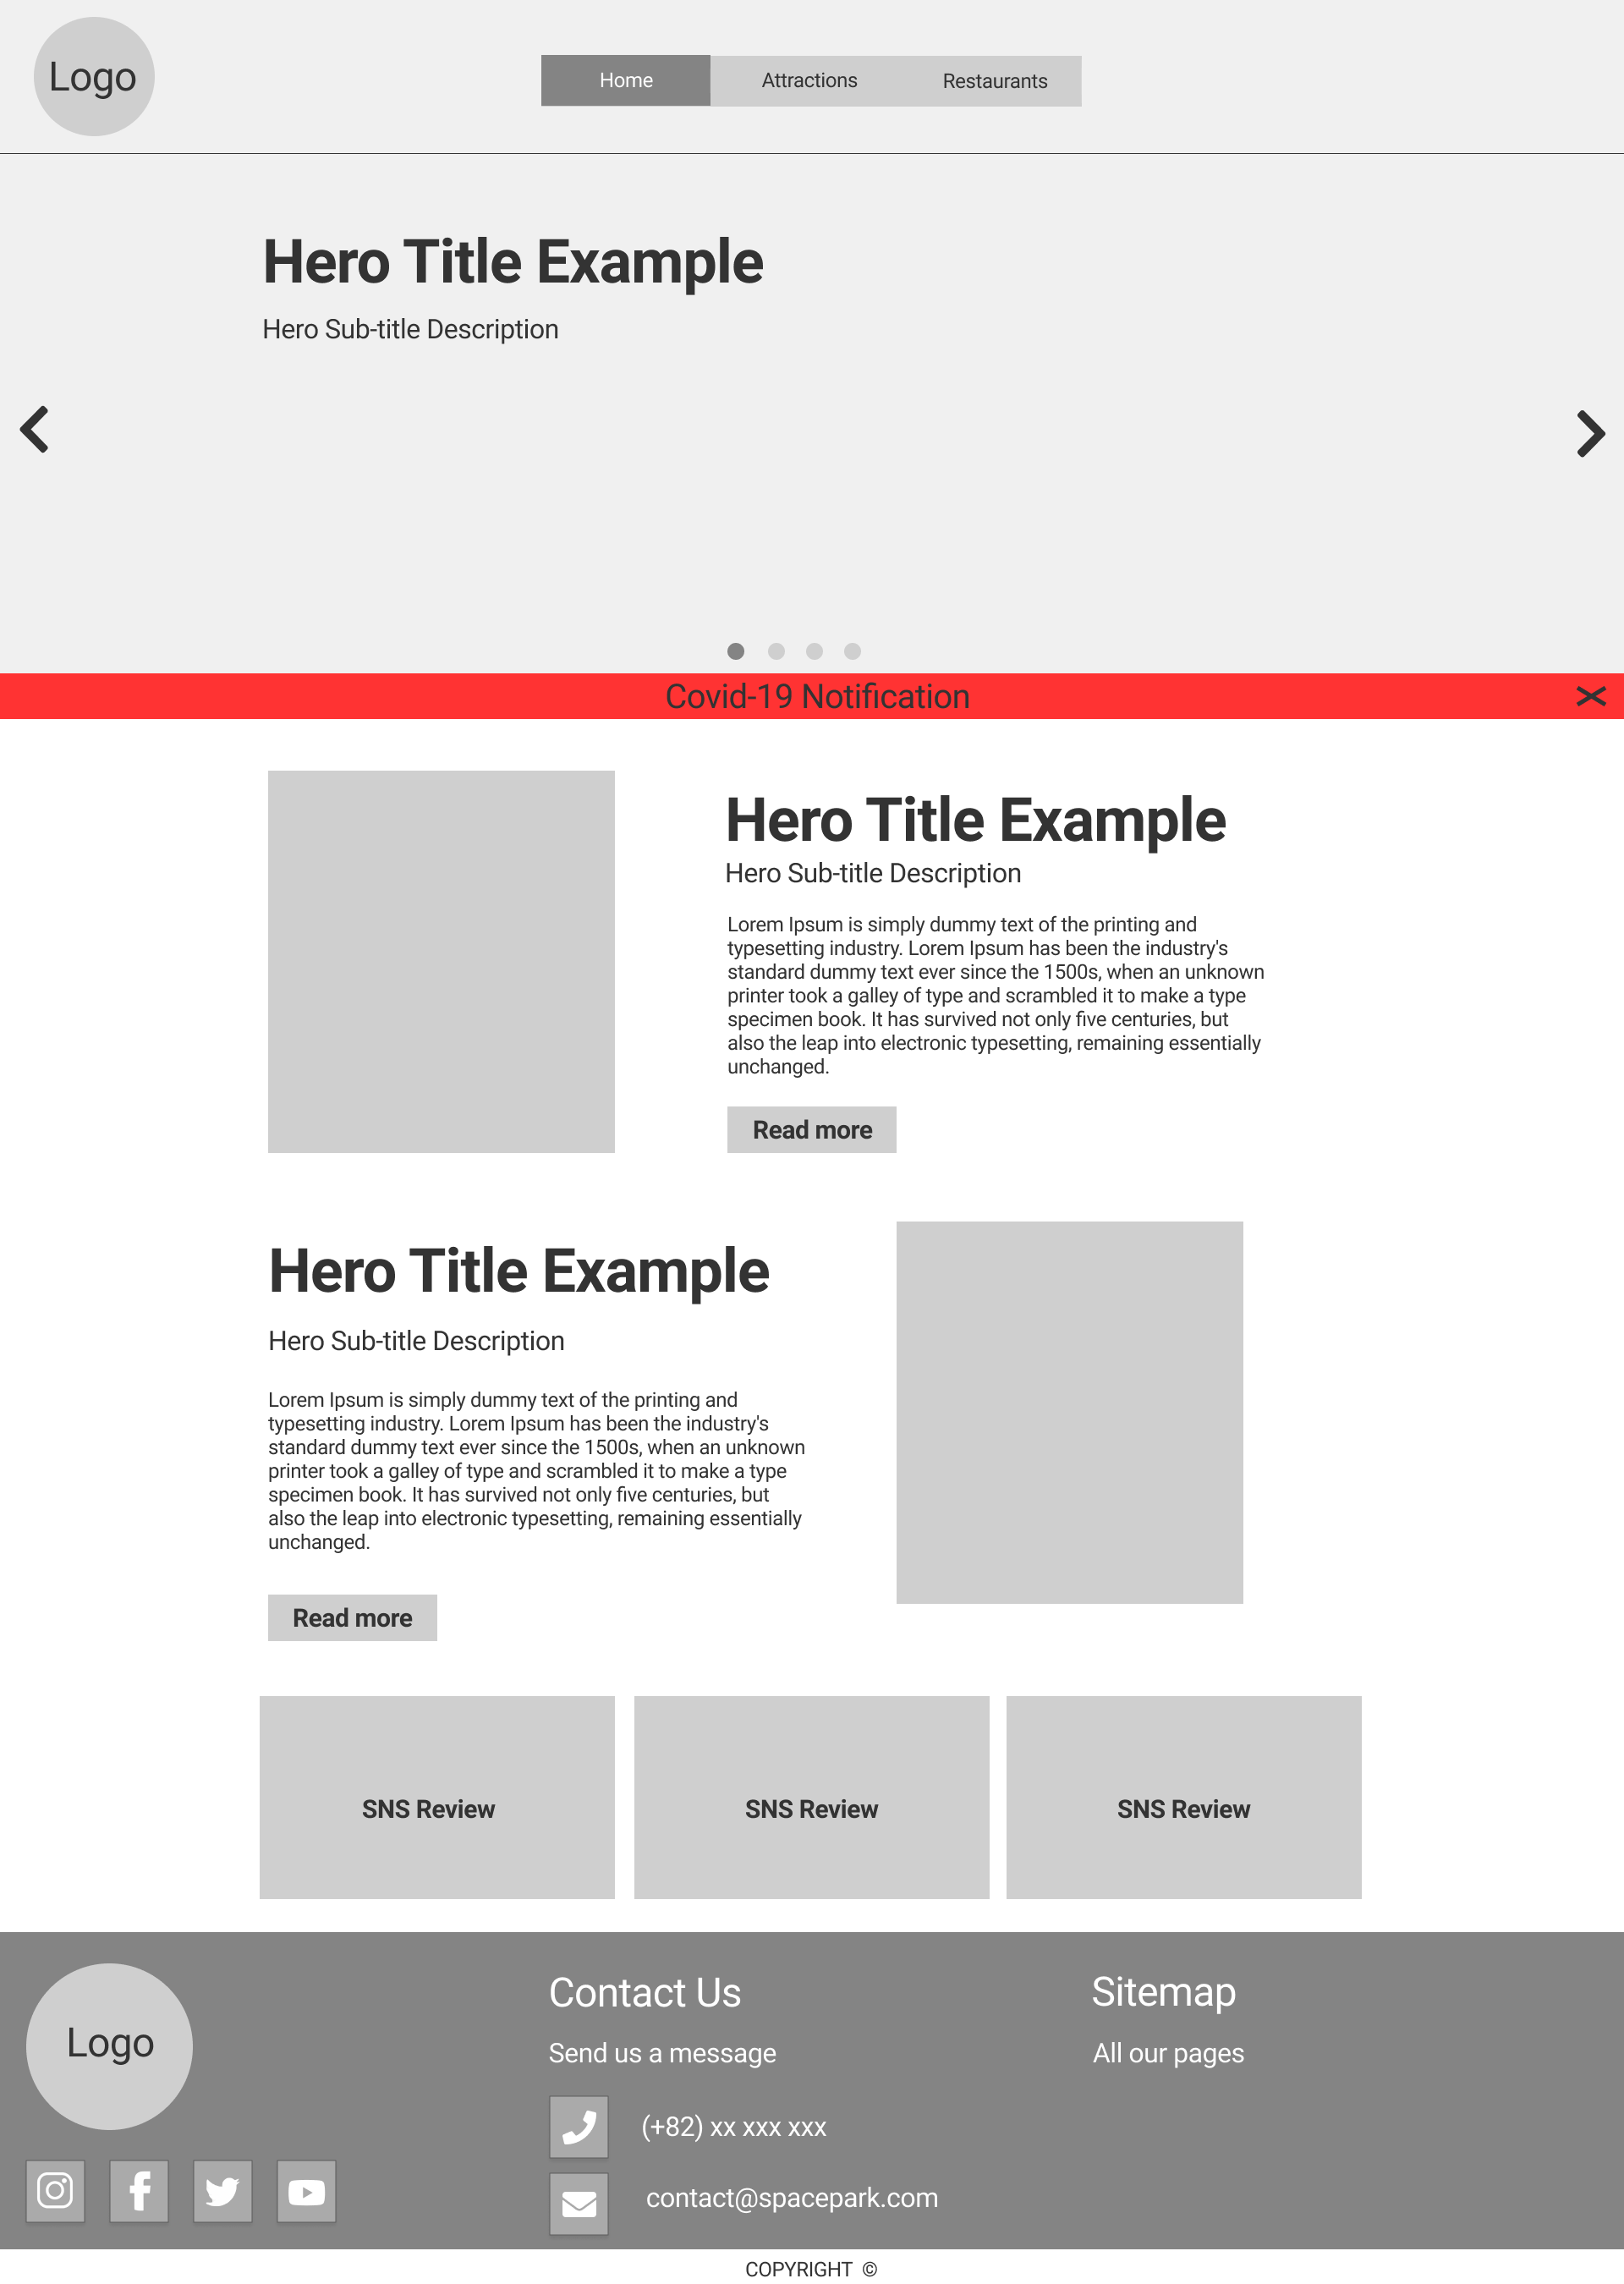 Logo
Home
Attractions
Restaurants
Hero Title Example
Hero Sub-title Description
Covid-19 Notification
Hero Title Example
Hero Sub-title Description
Lorem Ipsum is simply dummy text of the printing and
typesetting industry. Lorem Ipsum has been the industry's
standard dummy text ever since the 1500s, when an unknown
printer took a galley of type and scrambled it to make a type
specimen book. It has survived not only five centuries, but
also the leap into electronic typesetting, remaining essentially
unchanged.
Read more
Hero Title Example
Hero Sub-title Description
Lorem Ipsum is simply dummy text of the printing and
typesetting industry. Lorem Ipsum has been the industry's
standard dummy text ever since the 1500s, when an unknown
printer took a galley of type and scrambled it to make a type
specimen book. It has survived not only five centuries, but
also the leap into electronic typesetting, remaining essentially
unchanged.
Read more
SNS Review
SNS Review
SNS Review
Logo
Contact Us
Send us a message
(+82) xx xxx xxx
contact@spacepark.com
Sitemap
All our pages
COPYRIGHT ©